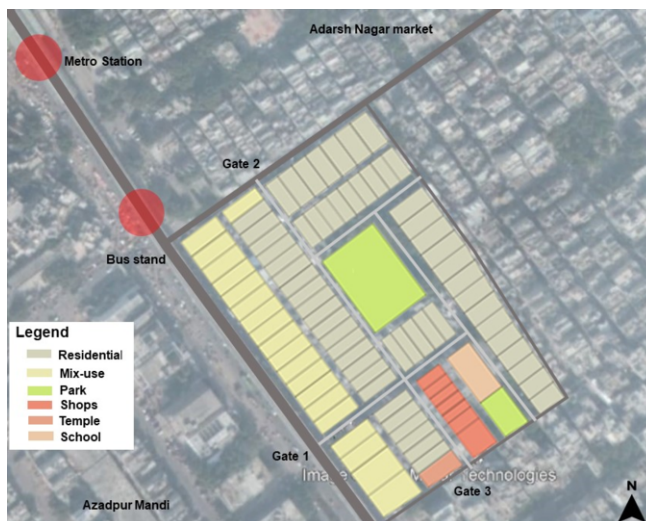 Adarsh Nagar market
Metro Station
Gate 2
Bus stand
Legend
Residential
Mix-use
Park
Shops
Temple
School
Gate 1
Technologies
Gate 3
Azadpur Mandi
N